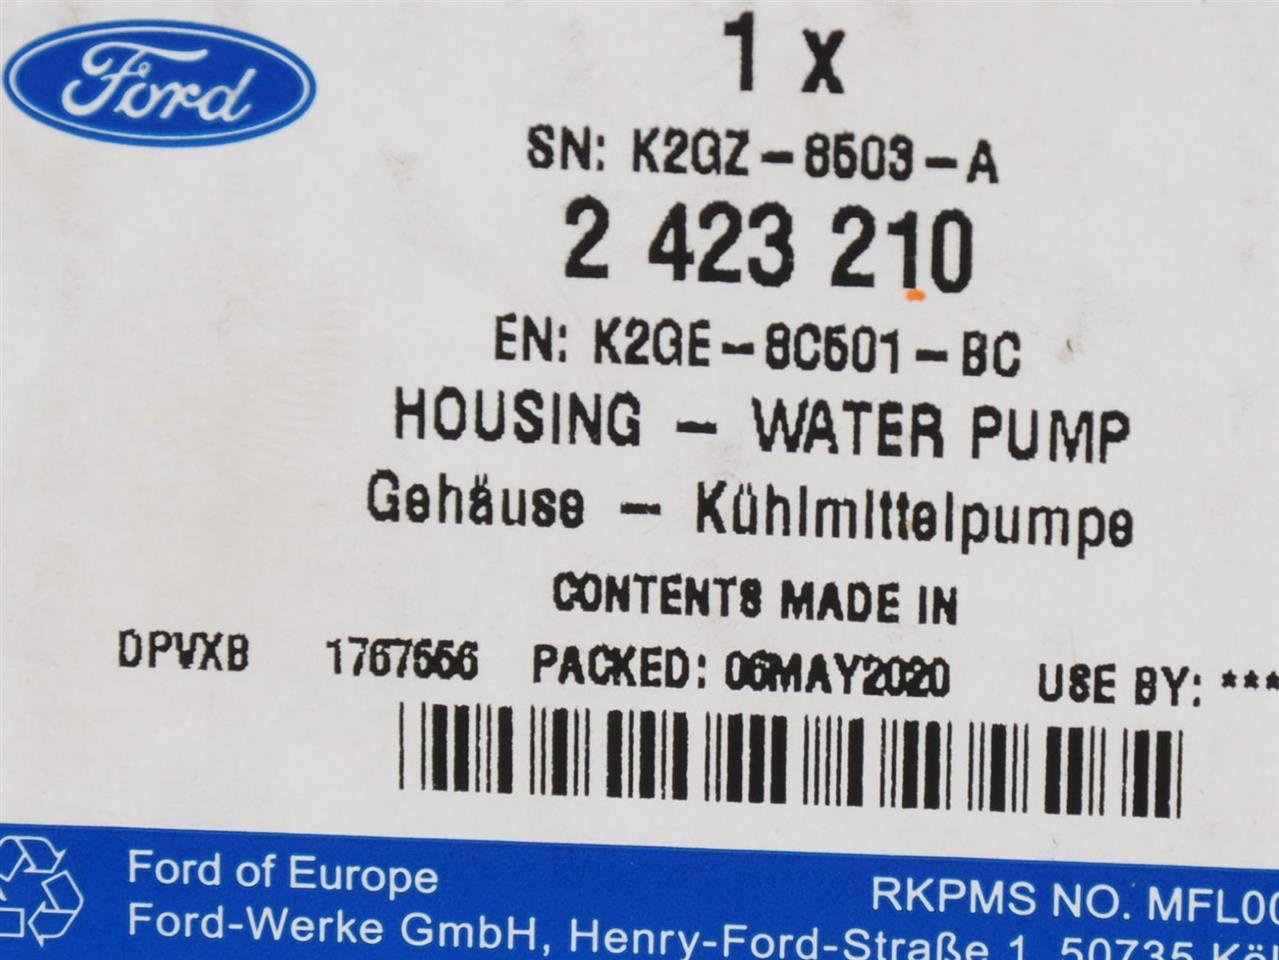 Ford
1 x
SN: K2GZ-8503-A
2 423 210
EN: K2GE-8C501-BC
HOUSING - WATER PUMP
Gehäuse - Kühlmittelpumpe
CONTENTS MADE IN
DPVXB 1767556 PACKED: 06MAY2020 USE BY: ***
Ford of Europe
RKPMS NO. MFL00
Ford-Werke GmbH, Henry-Ford-Straße 1, 50735 Köl